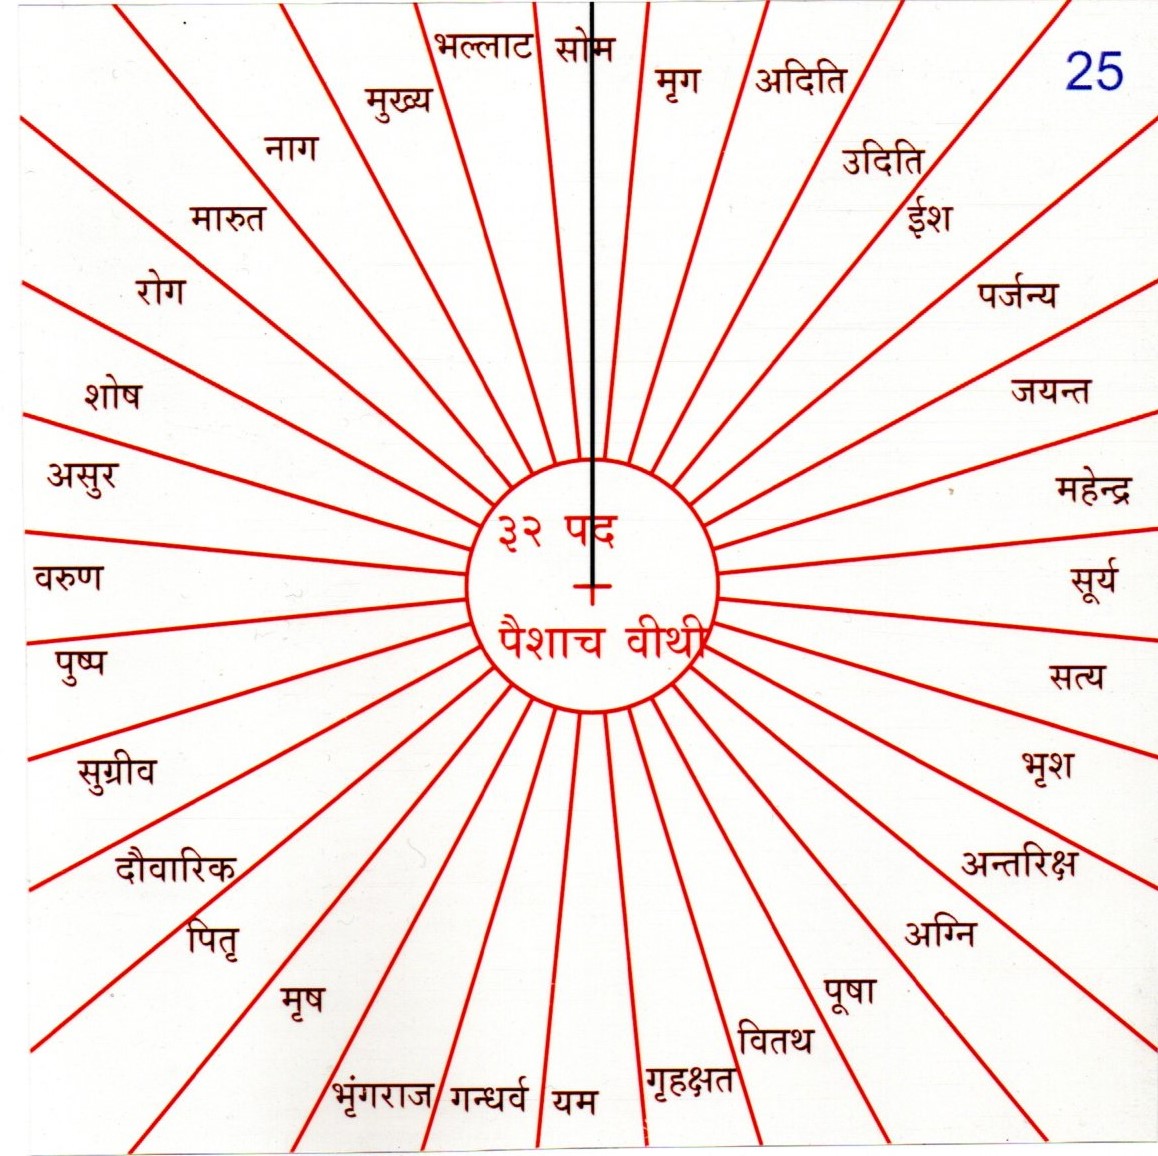 25
सोम
मृग
अदिति
उदिति
ईश
पर्जन्य
जयन्त
महेन्द्र
सूर्य
सत्य
भृश
अन्तरिक्ष
अग्नि
पूषा
वितथ
गृहक्षत
यम
गन्धर्व
भृंगराज
मृष
पितृ
दौवारिक
सुग्रीव
पुष्प
वरुण
असुर
शोष
रोग
मारुत
नाग
मुख्य
भल्लाट
३२ पद
पैशाच वीथी